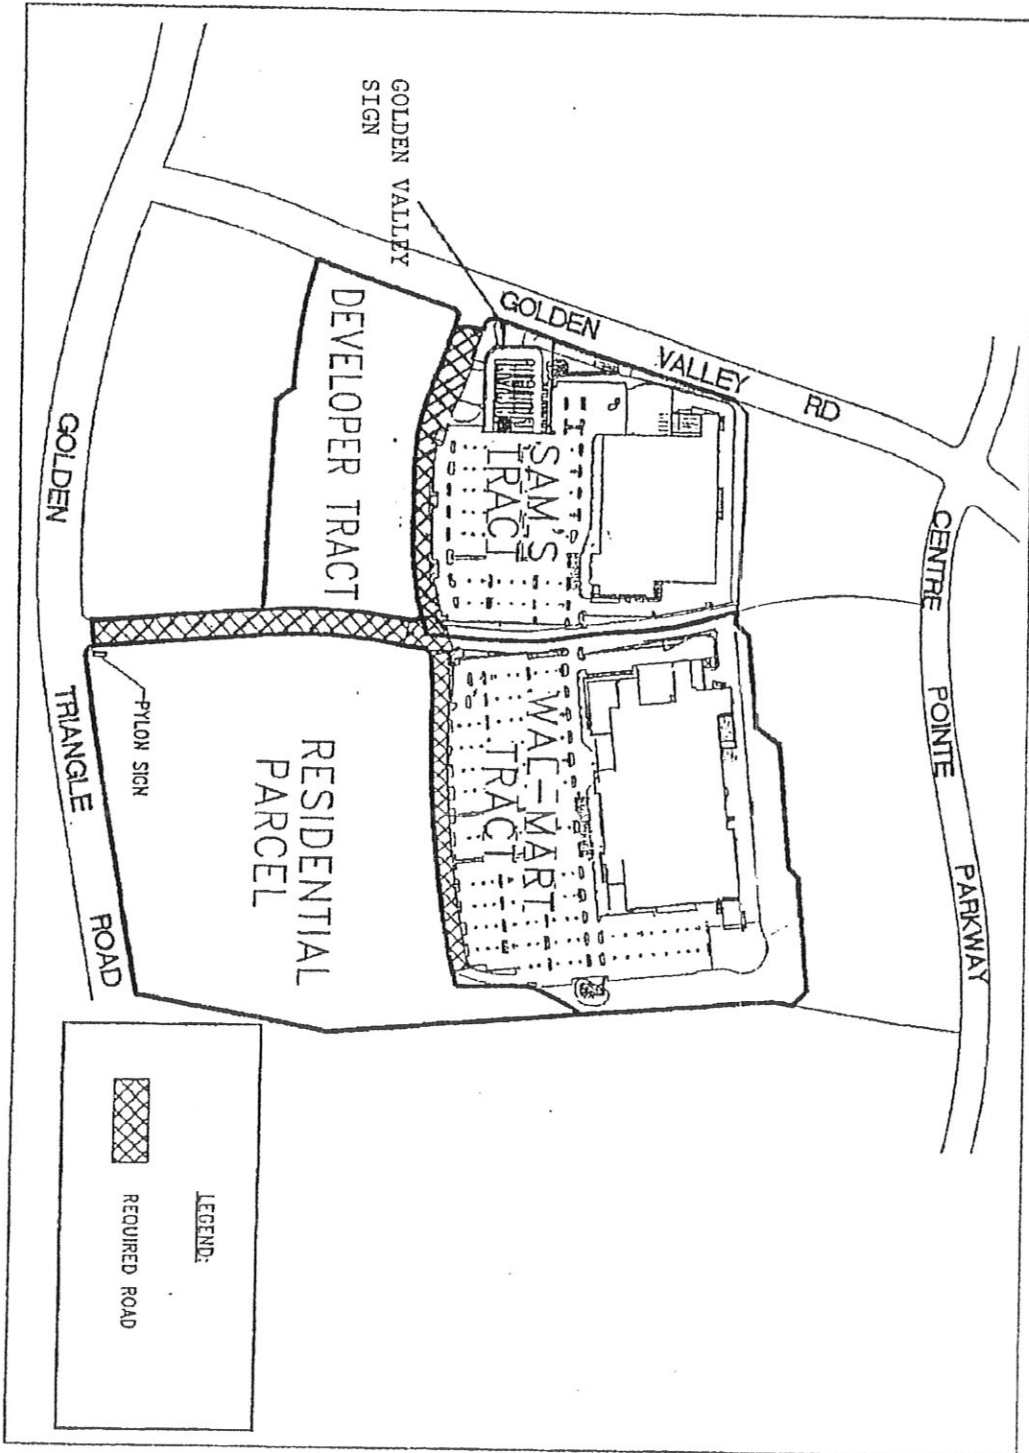 GOLDEN VALLEY
SIGN
GOLDEN VALLEY RD
CENTRE POINTE PARKWAY
SAM'S
TRACT
WAL-MART
TRACT
DEVELOPER TRACT
RESIDENTIAL
PARCEL
PYLON SIGN
GOLDEN TRIANGLE ROAD
LEGEND:
REQUIRED ROAD